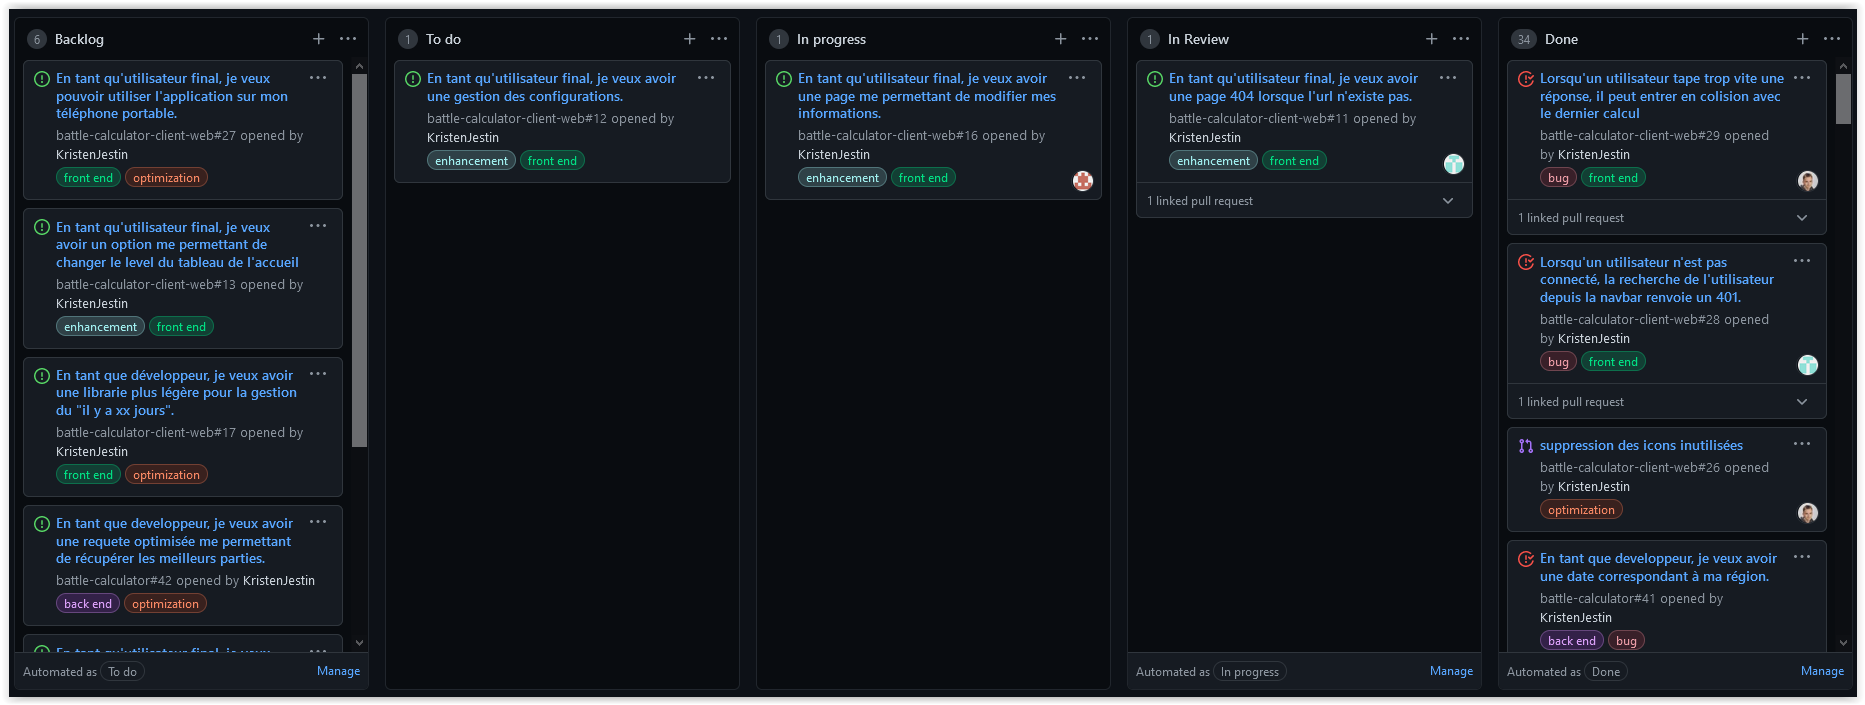 6 Backlog
En tant qu'utilisateur final, je veux
pouvoir utiliser l'application sur mon
téléphone portable.
battle-calculator-client-web#27 opened by
KristenJestin
front end optimization
En tant qu'utilisateur final, je veux
avoir un option me permettant de
changer le level du tableau de l'accueil
battle-calculator-client-web#13 opened by
KristenJestin
enhancement front end
En tant que développeur, je veux avoir
une librarie plus légère pour la gestion
du "il y a xx jours".
battle-calculator-client-web#17 opened by
KristenJestin
front end optimization
En tant que developpeur, je veux avoir
une requete optimisée me permettant
de récupérer les meilleurs parties.
battle-calculator#42 opened by KristenJestin
back end optimization
En tant qu'utilisateur final, je veux
Automated as To do Manage
1 To do
En tant qu'utilisateur final, je veux avoir
une gestion des configurations.
battle-calculator-client-web#12 opened by
KristenJestin
enhancement front end
1 In progress
En tant qu'utilisateur final, je veux avoir
une page me permettant de modifier mes
informations.
battle-calculator-client-web#16 opened by
KristenJestin
enhancement front end
1 In Review
En tant qu'utilisateur final, je veux avoir
une page 404 lorsque l'url n'existe pas.
battle-calculator-client-web#11 opened by
KristenJestin
enhancement front end
1 linked pull request
Automated as In progress Manage
34 Done
Lorsqu'un utilisateur tape trop vite une
réponse, il peut entrer en colision avec
le dernier calcul
battle-calculator-client-web#29 opened
by KristenJestin
bug front end
1 linked pull request
Lorsqu'un utilisateur n'est pas
connecté, la recherche de l'utilisateur
depuis la navbar renvoie un 401.
battle-calculator-client-web#28 opened
by KristenJestin
bug front end
1 linked pull request
suppression des icons inutilisées
battle-calculator-client-web#26 opened
by KristenJestin
optimization
En tant que developpeur, je veux avoir
une date correspondant à ma région.
battle-calculator#41 opened by
KristenJestin
back end bug
Automated as Done Manage